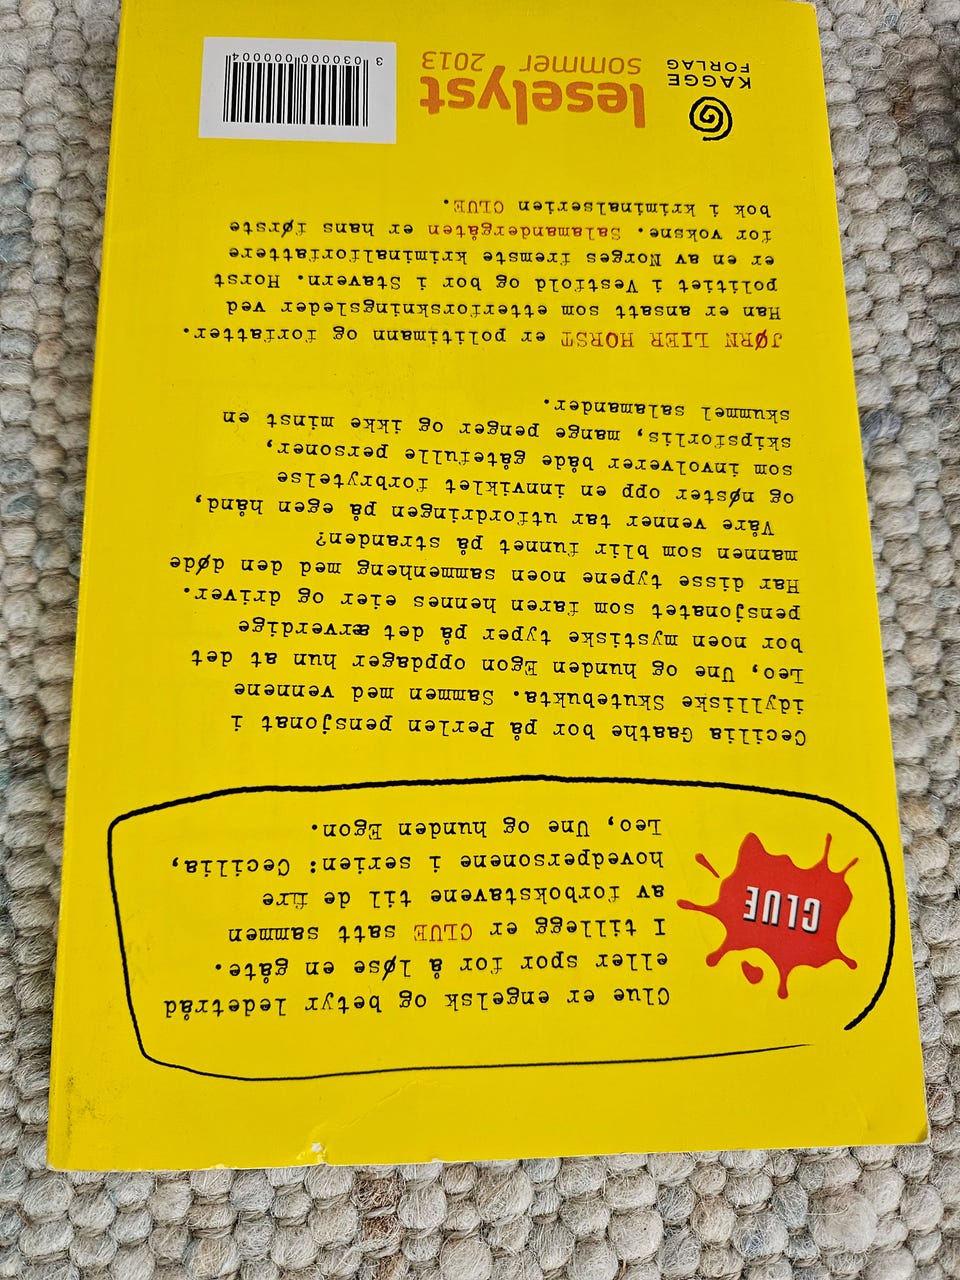 CLUE
Clue er engelsk og betyr ledetråd
eller spor for å løse en gåte.
I tillegg er CLUE satt sammen
av forbokstavene til de fire
hovedpersonene i serien: Cecilia,
Leo, Une og hunden Egon.
Cecilia Gaathe bor på Perlen pensjonat i
idylliske Skutebukta. Sammen med vennene
Leo, Une og hunden Egon oppdager hun at det
bor noen mystiske typer på det ærverdige
pensjonatet som faren hennes eier og driver.
Har disse typene noen sammenheng med den døde
mannen som blir funnet på stranden?
Våre venner tar utfordringen på egen hånd,
og nøster opp en innviklet forbrytelse
som involverer både gåtefulle personer,
skipsforlis, mange penger og ikke minst en
skummel salamander.
JØRN LIER HORST er politimann og forfatter.
Han er ansatt som etterforskningsleder ved
politiet i Vestfold og bor i Stavern. Horst
er en av Norges fremste kriminalforfattere
for voksne. Salamandergåten er hans første
bok i kriminalserien CLUE.
KAGGE
FORLAG
leselyst
sommer 2013
3 030000 000004